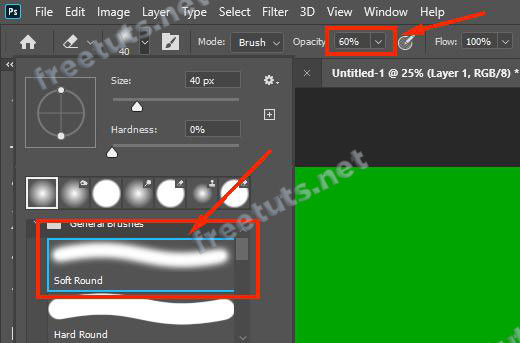 Ps File Edit Image Layer Type Select Filter 3D View Window Help
40 Mode: Brush Opacity: 60% Flow: 100%
Size: 40 px
Untitled-1 @ 25% (Layer 1, RGB/8) *
Hardness: 0%
General Brushes
Soft Round
Hard Round
freetuts.net
freetuts.net